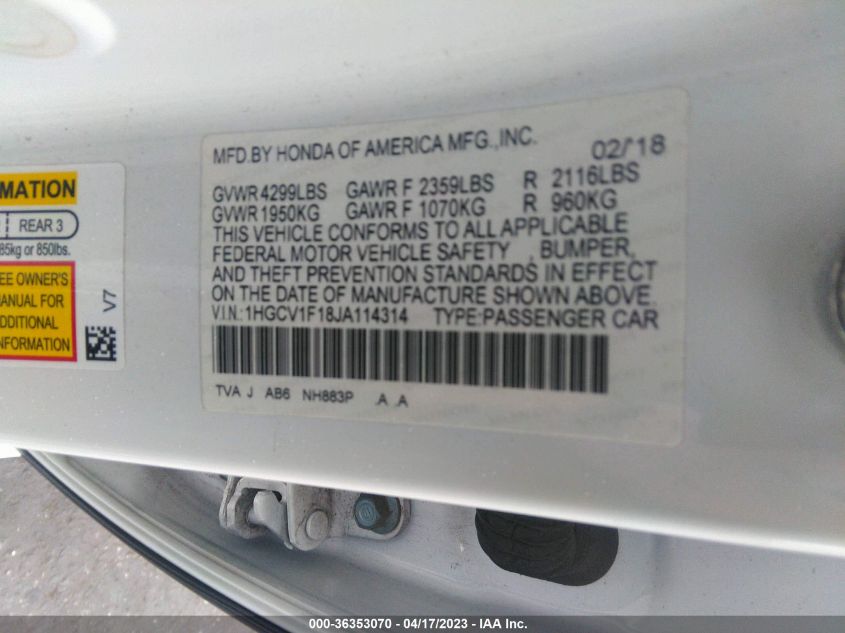 MATION
REAR 3
85kg or 850lbs.
EE OWNER'S
ANUAL FOR
DDITIONAL
NFORMATION
V7
MFD.BY HONDA OF AMERICA MFG.,INC. 02/'18
GVWR 4299LBS GAWR F 2359LBS R 2116LBS
GVWR 1950KG GAWR F 1070KG R 960KG
THIS VEHICLE CONFORMS TO ALL APPLICABLE
FEDERAL MOTOR VEHICLE SAFETY , BUMPER,
AND THEFT PREVENTION STANDARDS IN EFFECT
ON THE DATE OF MANUFACTURE SHOWN ABOVE.
V.I.N.: 1HGCV1F18JA114314 TYPE:PASSENGER CAR
TVA J AB6 NH883P .A .A
000-36353070 - 04/17/2023 - IAA Inc.